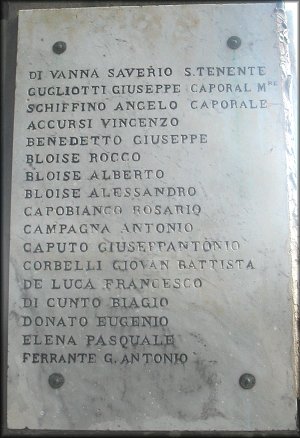 DI VANNA SAVERIO S.TENENTE
GUGLIOTTI GIUSEPPE CAPORAL MRE
SCHIFFINO ANGELO CAPORALE
ACCURSI VINCENZO
BENEDETTO GIUSEPPE
BLOISE ROCCO
BLOISE ALBERTO
BLOISE ALESSANDRO
CAPOBIANCO ROSARIO
CAMPAGNA ANTONIO
CAPUTO GIUSEPPANTONIO
CORBELLI GIOVAN BATTISTA
DE LUCA FRANCESCO
DI CUNTO BIAGIO
DONATO EUGENIO
ELENA PASQUALE
FERRANTE G. ANTONIO